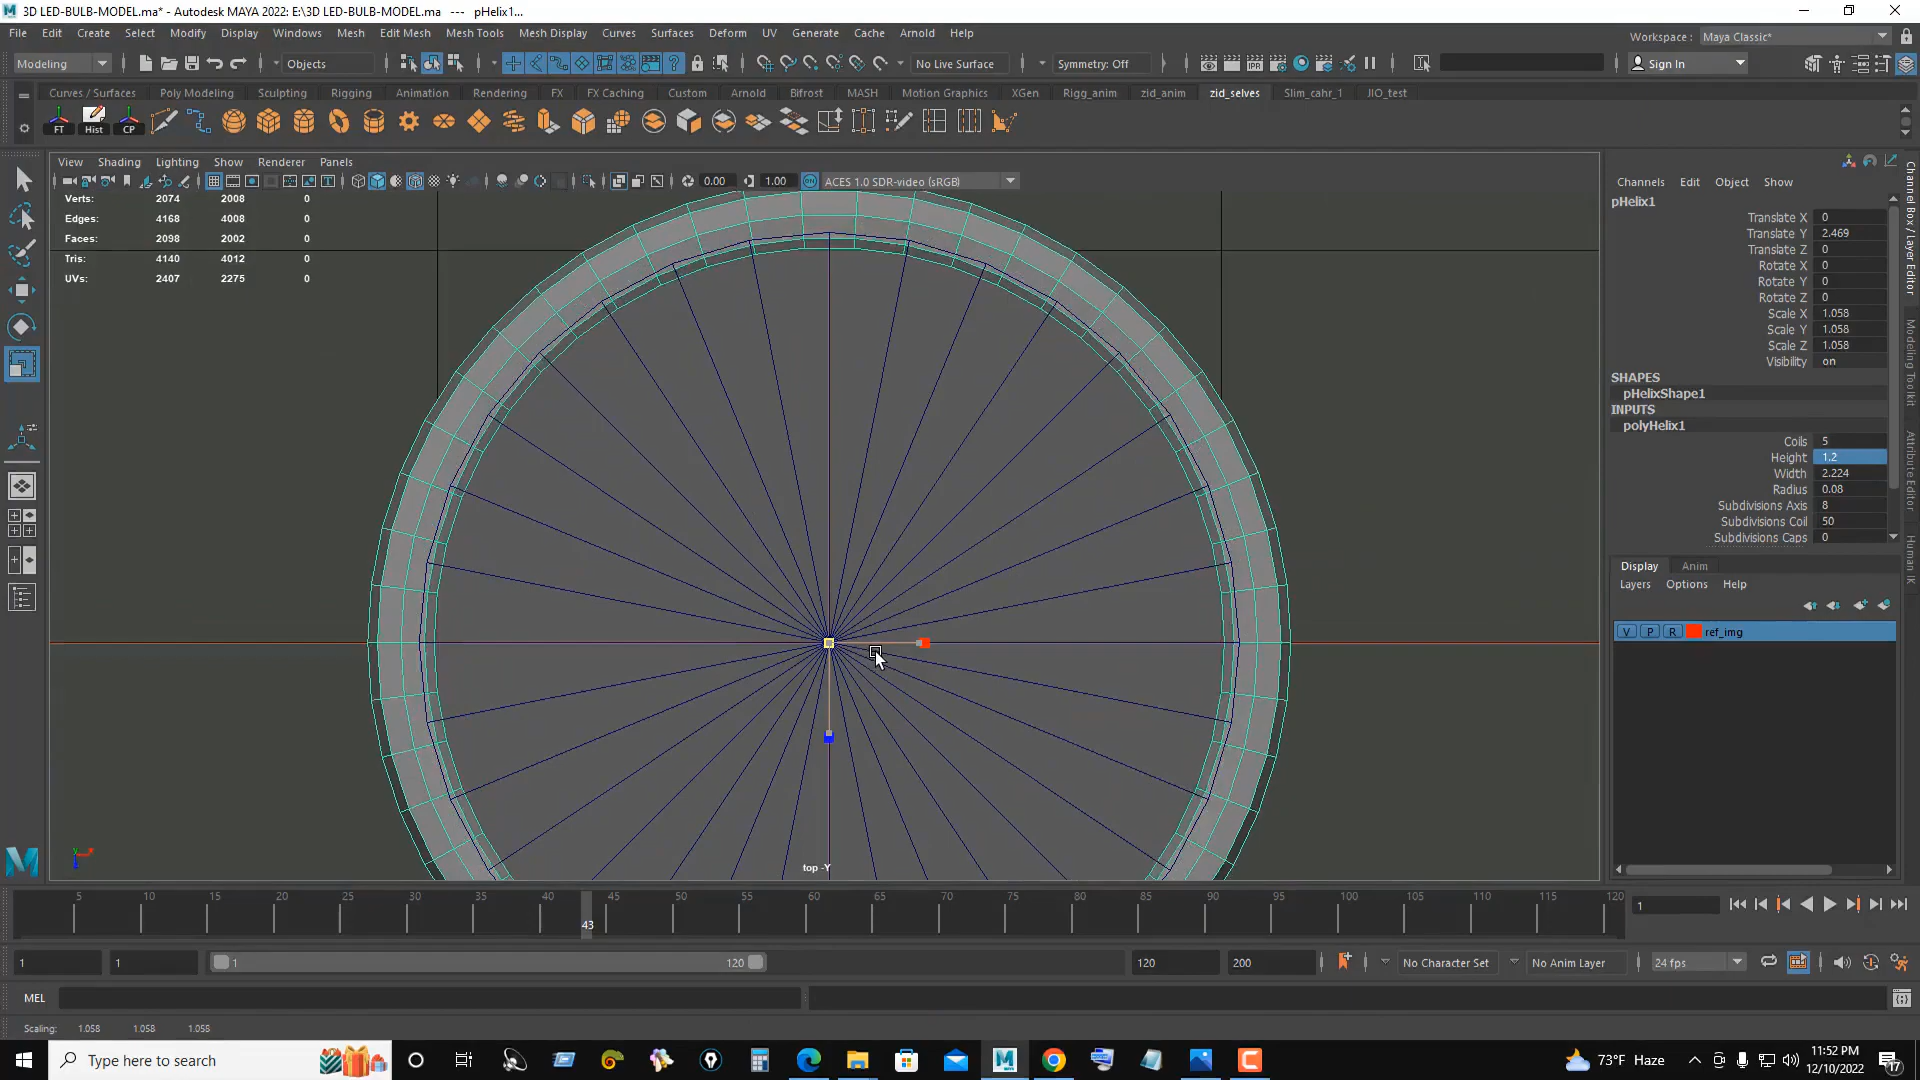 3D LED-BULB-MODEL.ma* - Autodesk MAYA 2022: E:\3D LED-BULB-MODEL.ma --- pHelix1...
File Edit Create Select Modify Display Windows Mesh Edit Mesh Mesh Tools Mesh Display Curves Surfaces Deform UV Generate Cache Arnold Help
Workspace : Maya Classic*
Modeling Objects No Live Surface Symmetry: Off Sign In
Curves / Surfaces Poly Modeling Sculpting Rigging Animation Rendering FX FX Caching Custom Arnold Bifrost MASH Motion Graphics XGen Rigg_anim zid_anim zid_selves Slim_cahr_1 JIO_test
FT Hist CP
View Shading Lighting Show Renderer Panels
0.00 1.00 ACES 1.0 SDR-video (sRGB)
Verts: 2074 2008 0
Edges: 4168 4008 0
Faces: 2098 2002 0
Tris: 4140 4012 0
UVs: 2407 2275 0
top -Y
Channels Edit Object Show
pHelix1
Translate X 0
Translate Y 2.469
Translate Z 0
Rotate X 0
Rotate Y 0
Rotate Z 0
Scale X 1.058
Scale Y 1.058
Scale Z 1.058
Visibility on
SHAPES
pHelixShape1
INPUTS
polyHelix1
Coils 5
Height 1.2
Width 2.224
Radius 0.08
Subdivisions Axis 8
Subdivisions Coil 50
Subdivisions Caps 0
Display Anim
Layers Options Help
V P R ref_img
Channel Box / Layer Editor
Modeling Toolkit
Attribute Editor
Human IK
5 10 15 20 25 30 35 40 45 50 55 60 65 70 75 80 85 90 95 100 105 110 115 120
43
1
1 1 1 120 120 200 No Character Set No Anim Layer 24 fps
MEL
Scaling: 1.058 1.058 1.058
Type here to search
73°F Haze
11:52 PM
12/10/2022
17